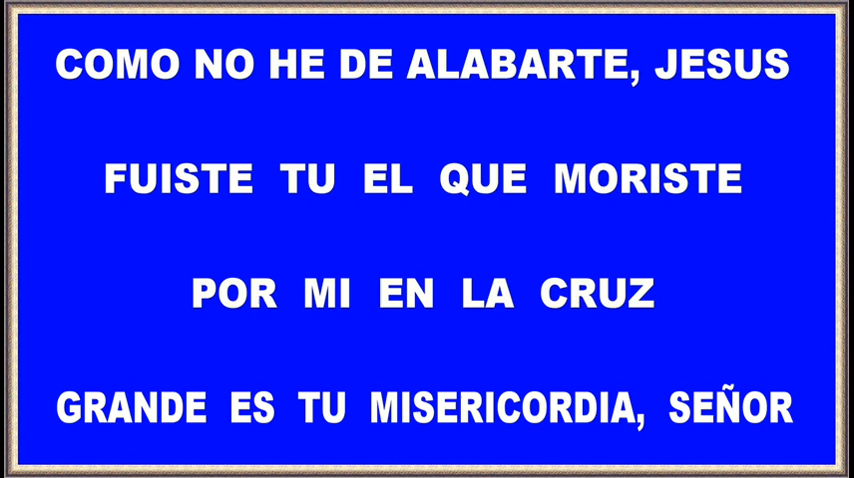 COMO NO HE DE ALABARTE, JESUS
FUISTE TU EL QUE MORISTE
POR MI EN LA CRUZ
GRANDE ES TU MISERICORDIA, SEÑOR